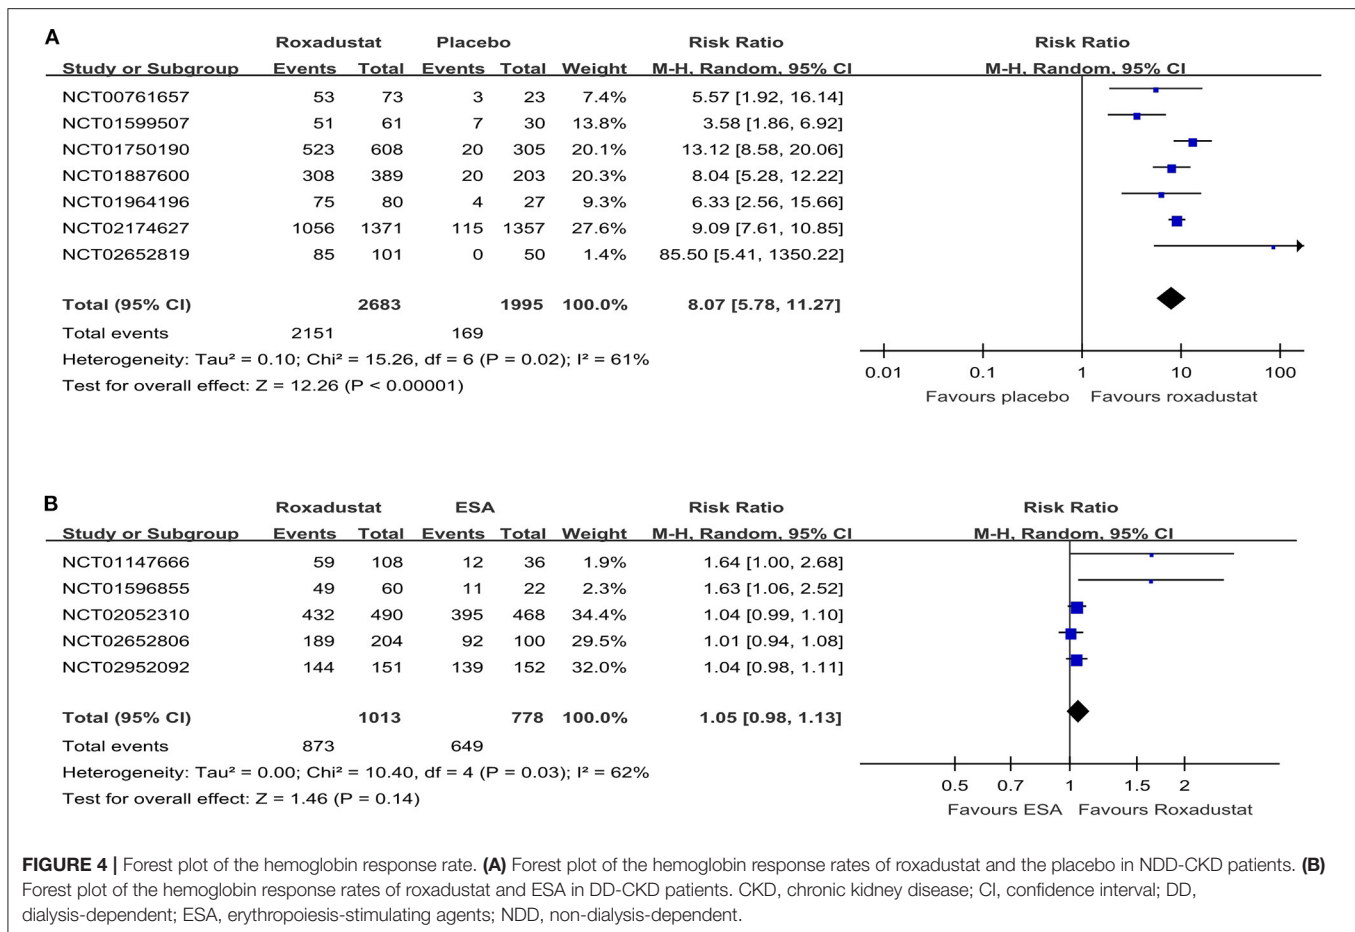 A
Roxadustat Placebo Risk Ratio Risk Ratio
Study or Subgroup Events Total Events Total Weight M-H, Random, 95% CI M-H, Random, 95% CI
NCT00761657 53 73 3 23 7.4% 5.57 [1.92, 16.14]
NCT01599507 51 61 7 30 13.8% 3.58 [1.86, 6.92]
NCT01750190 523 608 20 305 20.1% 13.12 [8.58, 20.06]
NCT01887600 308 389 20 203 20.3% 8.04 [5.28, 12.22]
NCT01964196 75 80 4 27 9.3% 6.33 [2.56, 15.66]
NCT02174627 1056 1371 115 1357 27.6% 9.09 [7.61, 10.85]
NCT02652819 85 101 0 50 1.4% 85.50 [5.41, 1350.22]
Total (95% CI) 2683 1995 100.0% 8.07 [5.78, 11.27]
Total events 2151 169
Heterogeneity: Tau² = 0.10; Chi² = 15.26, df = 6 (P = 0.02); I² = 61%
Test for overall effect: Z = 12.26 (P < 0.00001)
0.01 0.1 1 10 100
Favours placebo Favours roxadustat
B
Roxadustat ESA Risk Ratio Risk Ratio
Study or Subgroup Events Total Events Total Weight M-H, Random, 95% CI M-H, Random, 95% CI
NCT01147666 59 108 12 36 1.9% 1.64 [1.00, 2.68]
NCT01596855 49 60 11 22 2.3% 1.63 [1.06, 2.52]
NCT02052310 432 490 395 468 34.4% 1.04 [0.99, 1.10]
NCT02652806 189 204 92 100 29.5% 1.01 [0.94, 1.08]
NCT02952092 144 151 139 152 32.0% 1.04 [0.98, 1.11]
Total (95% CI) 1013 778 100.0% 1.05 [0.98, 1.13]
Total events 873 649
Heterogeneity: Tau² = 0.00; Chi² = 10.40, df = 4 (P = 0.03); I² = 62%
Test for overall effect: Z = 1.46 (P = 0.14)
0.5 0.7 1 1.5 2
Favours ESA Favours Roxadustat
FIGURE 4 | Forest plot of the hemoglobin response rate. (A) Forest plot of the hemoglobin response rates of roxadustat and the placebo in NDD-CKD patients. (B)
Forest plot of the hemoglobin response rates of roxadustat and ESA in DD-CKD patients. CKD, chronic kidney disease; CI, confidence interval; DD,
dialysis-dependent; ESA, erythropoiesis-stimulating agents; NDD, non-dialysis-dependent.